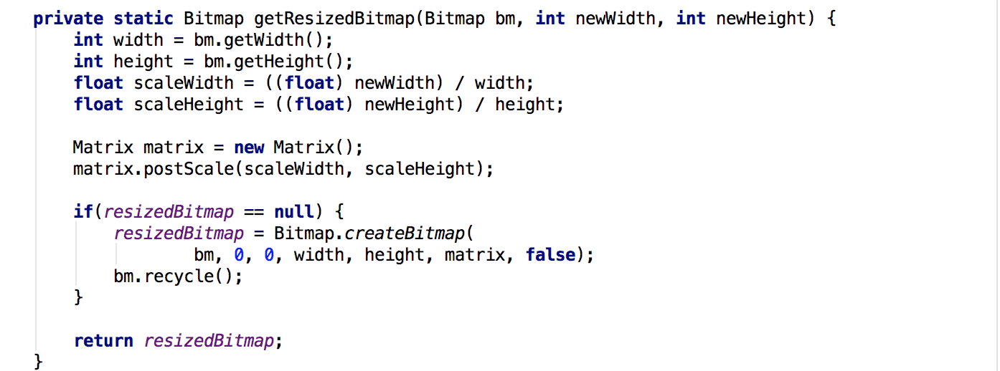 private static Bitmap getResizedBitmap(Bitmap bm, int newWidth, int newHeight) {
    int width = bm.getWidth();
    int height = bm.getHeight();
    float scaleWidth = ((float) newWidth) / width;
    float scaleHeight = ((float) newHeight) / height;

    Matrix matrix = new Matrix();
    matrix.postScale(scaleWidth, scaleHeight);

    if(resizedBitmap == null) {
        resizedBitmap = Bitmap.createBitmap(
                bm, 0, 0, width, height, matrix, false);
        bm.recycle();
    }

    return resizedBitmap;
}